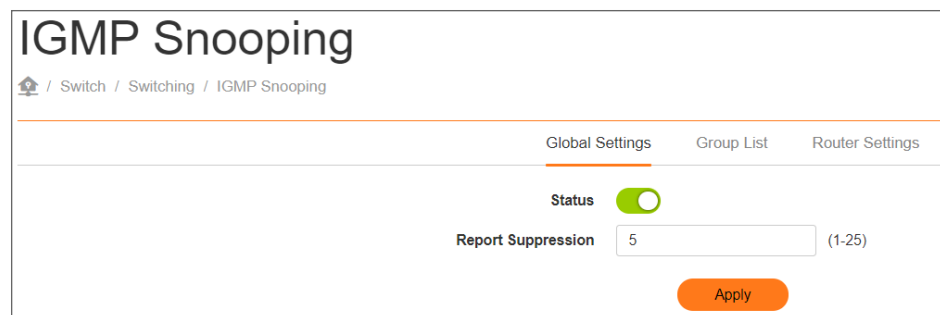 IGMP Snooping
/ Switch / Switching / IGMP Snooping
Global Settings Group List Router Settings
Status
Report Suppression 5 (1-25)
Apply